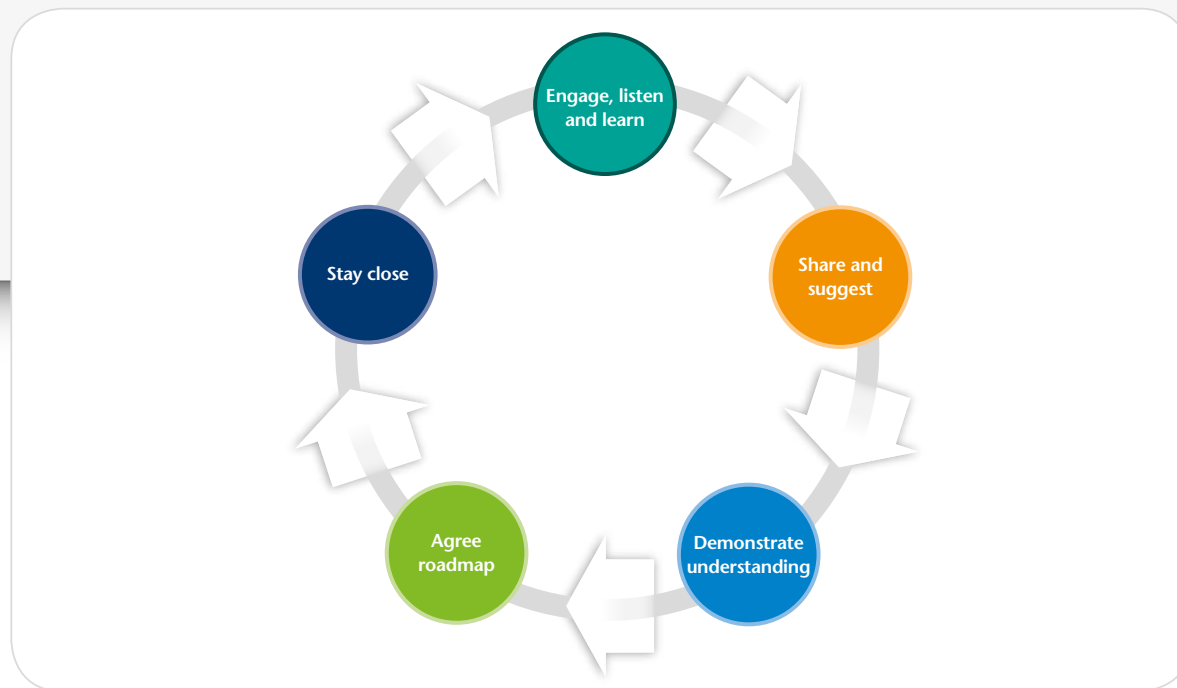 Engage, listen
and learn
Share and
suggest
Demonstrate
understanding
Agree
roadmap
Stay close